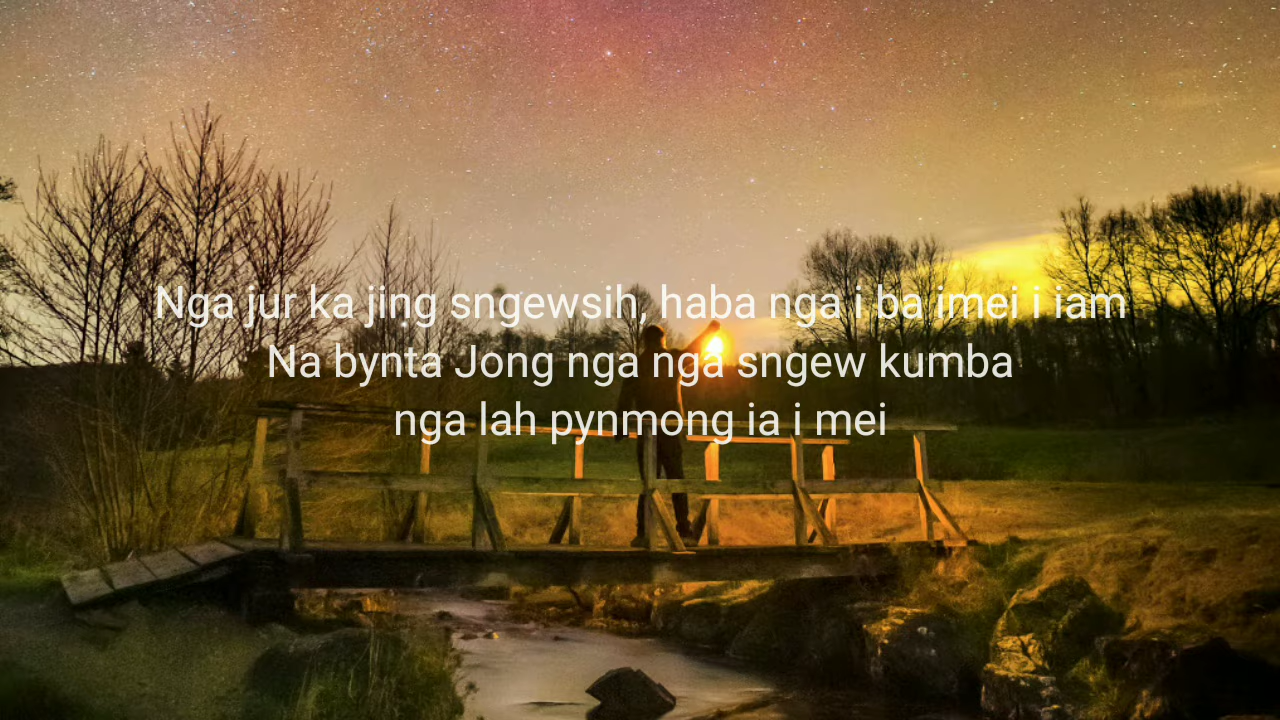 Nga jur ka jing sngewsih, haba nga i ba imei i iam
Na bynta Jong nga nga sngew kumba
nga lah pynmong ia i mei